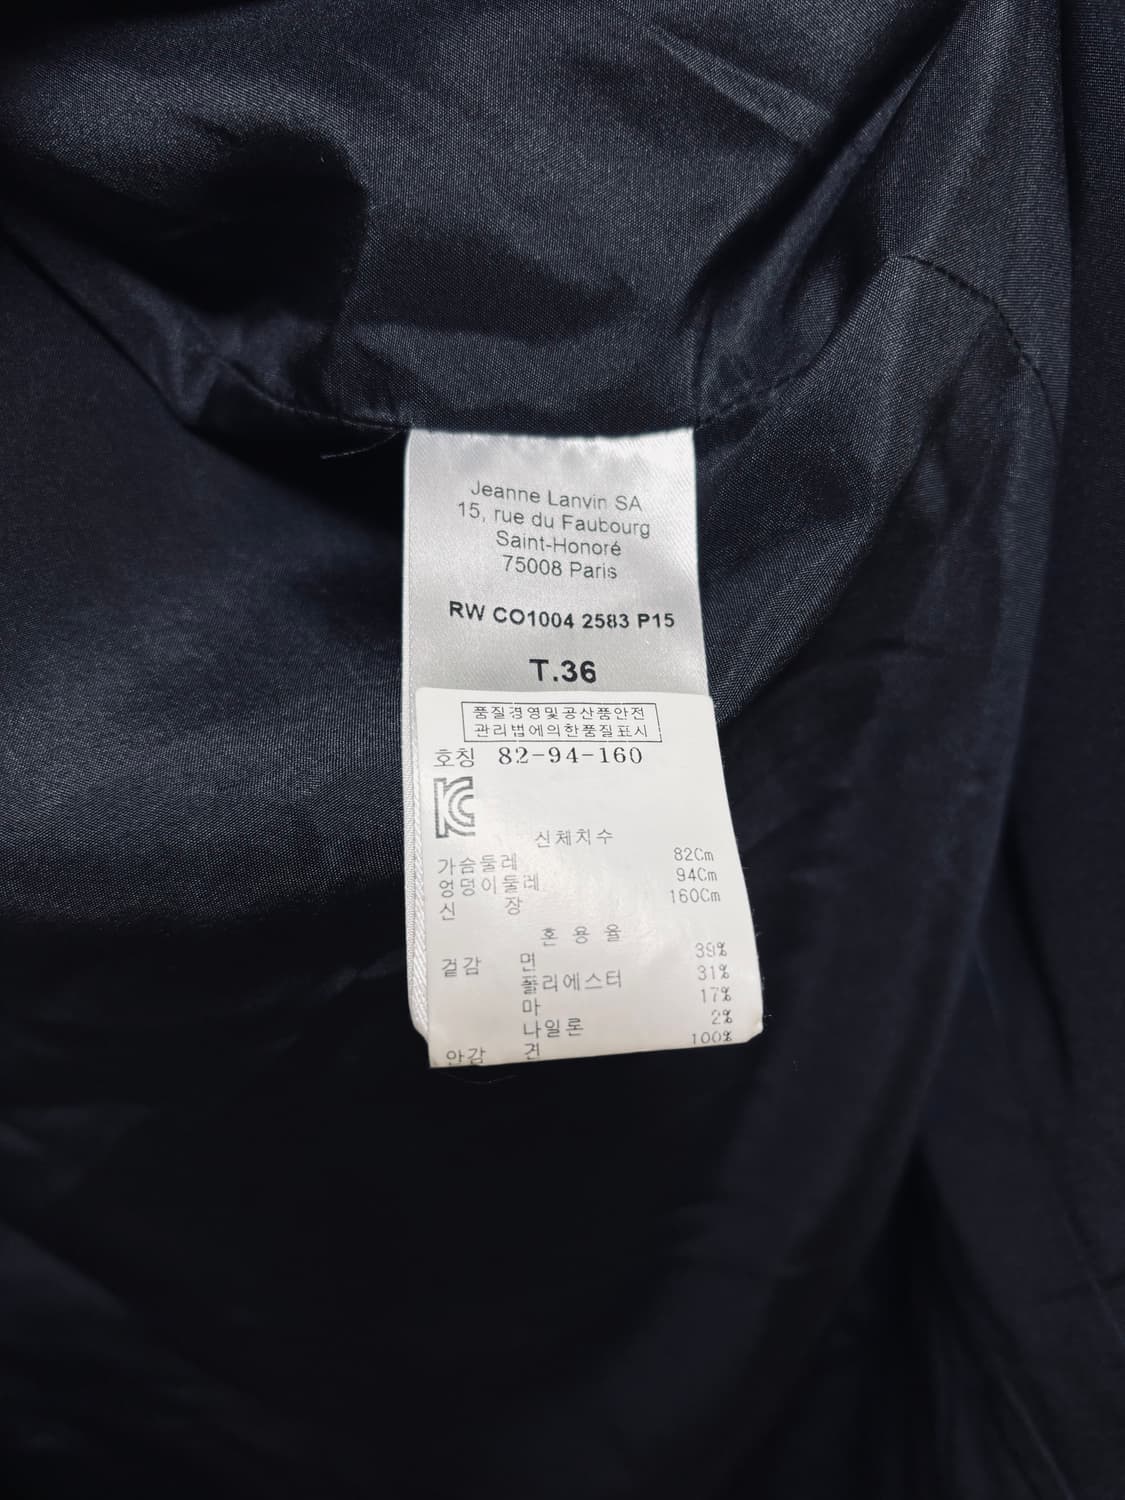 Jeanne Lanvin SA
15, rue du Faubourg
Saint-Honoré
75008 Paris
RW CO1004 2583 P15
T.36
품질경영및공산품안전
관리법에의한품질표시
호칭 82-94-160
KC
신체치수
가슴둘레 82Cm
엉덩이둘레 94Cm
신 장 160Cm
혼 용 율
겉감 면 39%
폴리에스터 31%
마 17%
나일론 2%
안감 견 100%